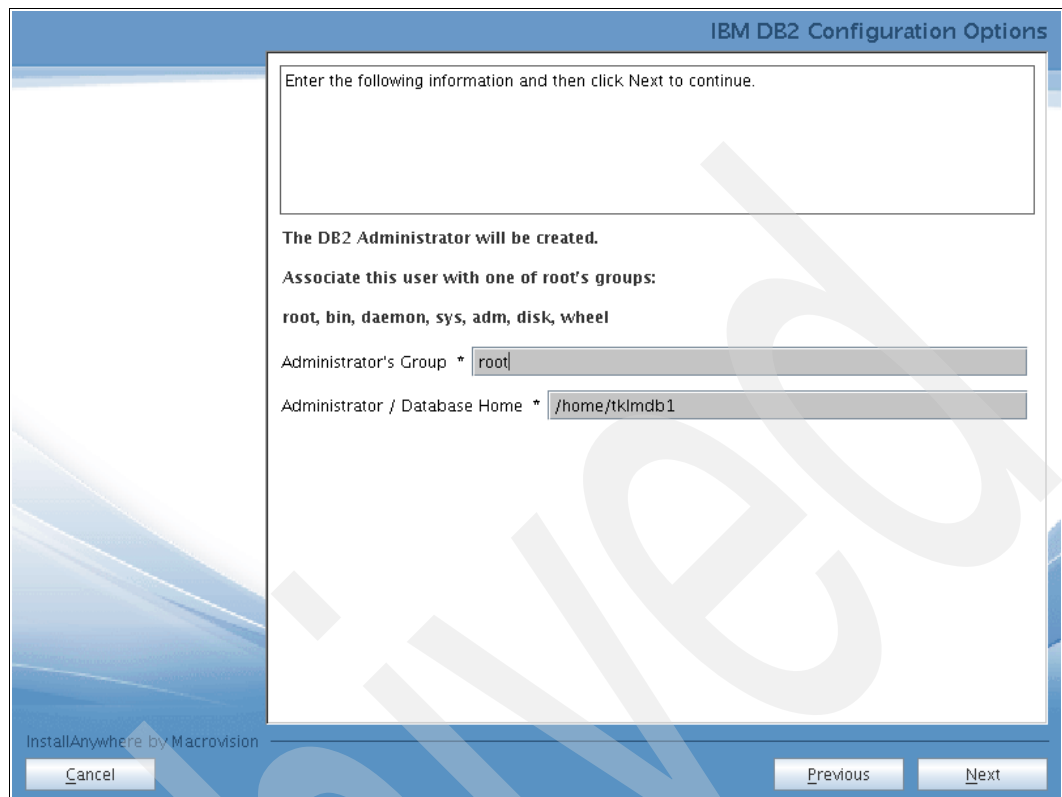 IBM DB2 Configuration Options
Enter the following information and then click Next to continue.
The DB2 Administrator will be created.
Associate this user with one of root's groups:
root, bin, daemon, sys, adm, disk, wheel
Administrator's Group * root
Administrator / Database Home * /home/tklmdb1
InstallAnywhere by Macrovision
Cancel
Previous
Next